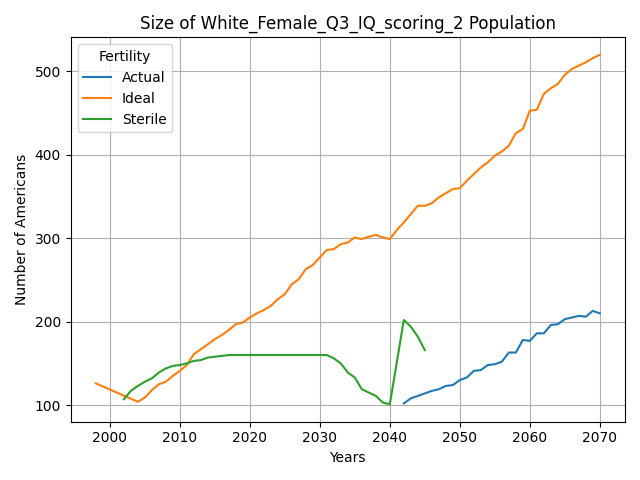 Size of White_Female_Q3_IQ_scoring_2 Population
Fertility
Actual
Ideal
Sterile
Number of Americans
500
400
300
200
100
2000 2010 2020 2030 2040 2050 2060 2070
Years